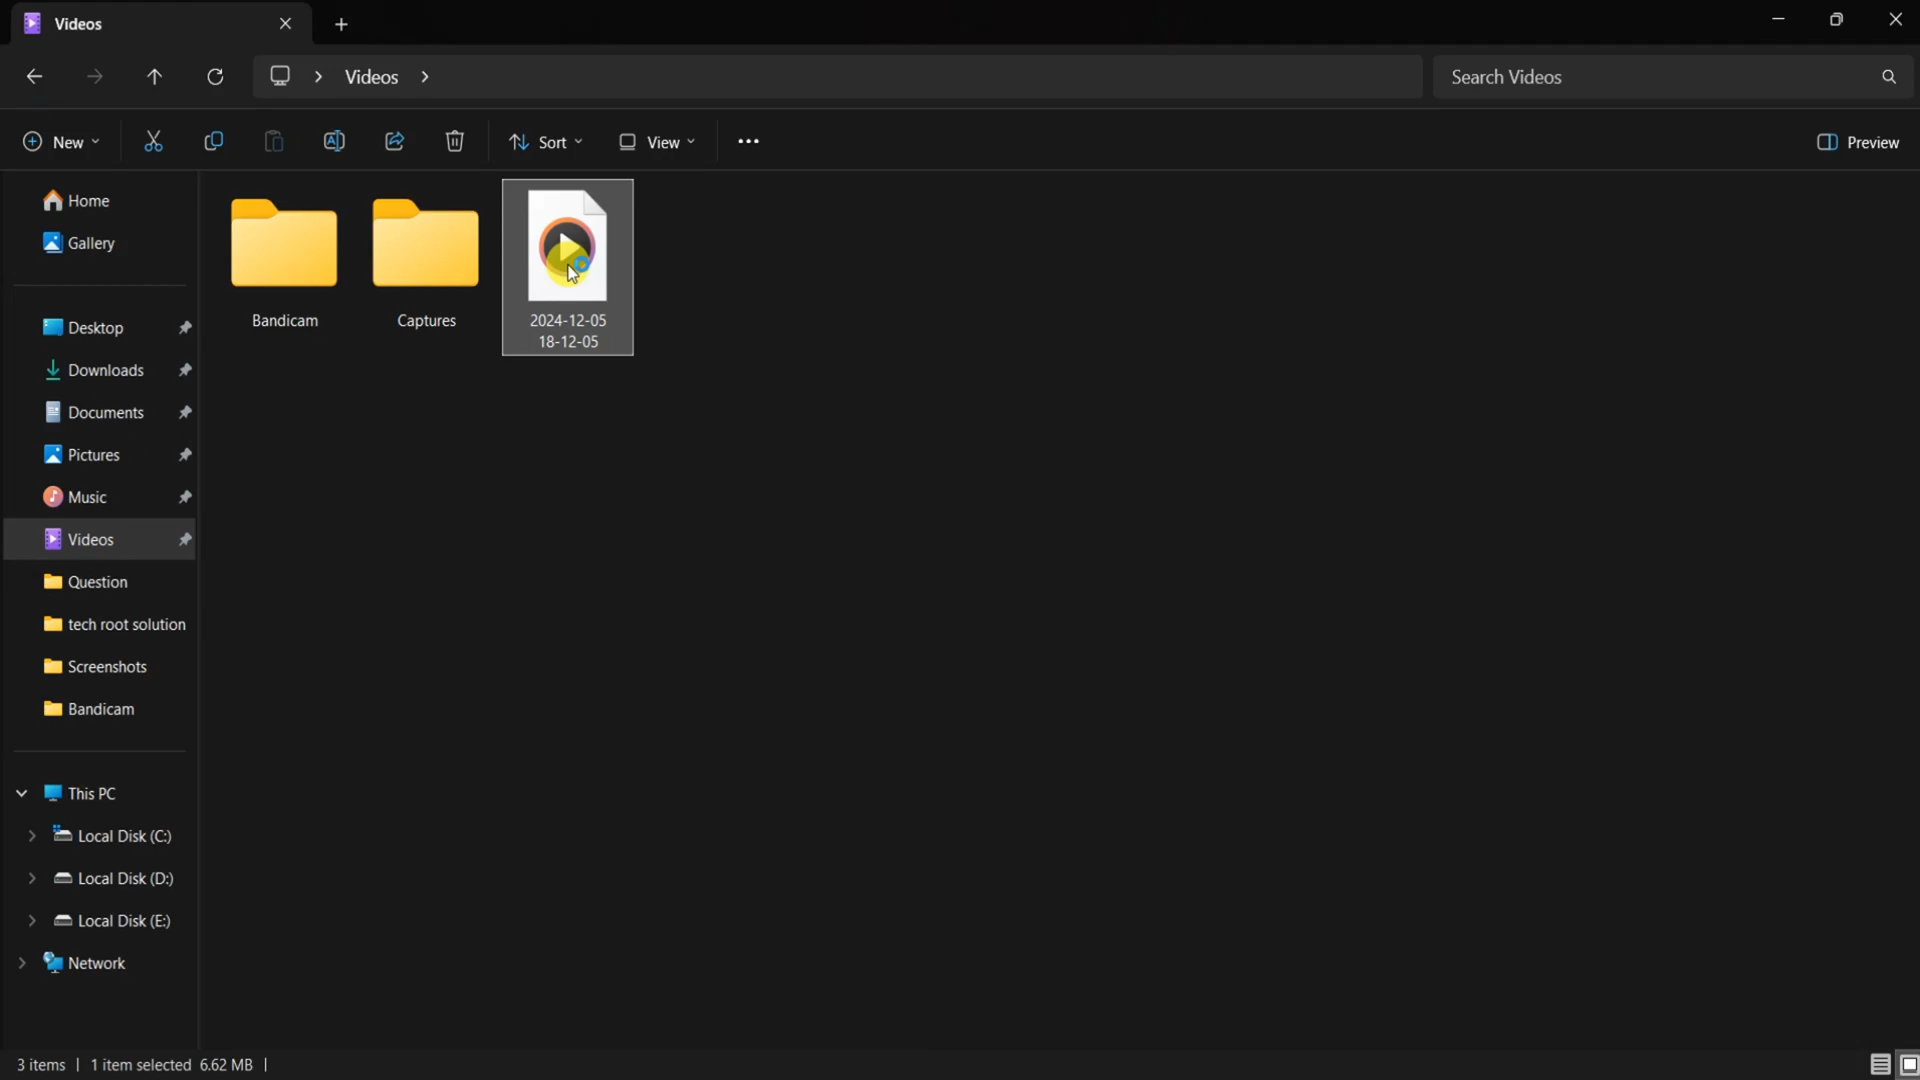 Videos
Videos
Search Videos
New
Sort
View
Preview
Home
Gallery
Desktop
Downloads
Documents
Pictures
Music
Videos
Question
tech root solution
Screenshots
Bandicam
This PC
Local Disk (C:)
Local Disk (D:)
Local Disk (E:)
Network
Bandicam
Captures
2024-12-05
18-12-05
3 items | 1 item selected 6.62 MB |